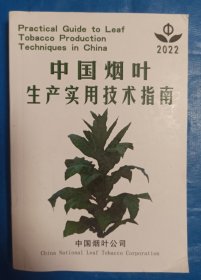 Practical Guide to Leaf
Tobacco Production
Techniques in China
2022
中国烟叶
生产实用技术指南
中国烟叶公司
China National Leaf Tobacco Corporation